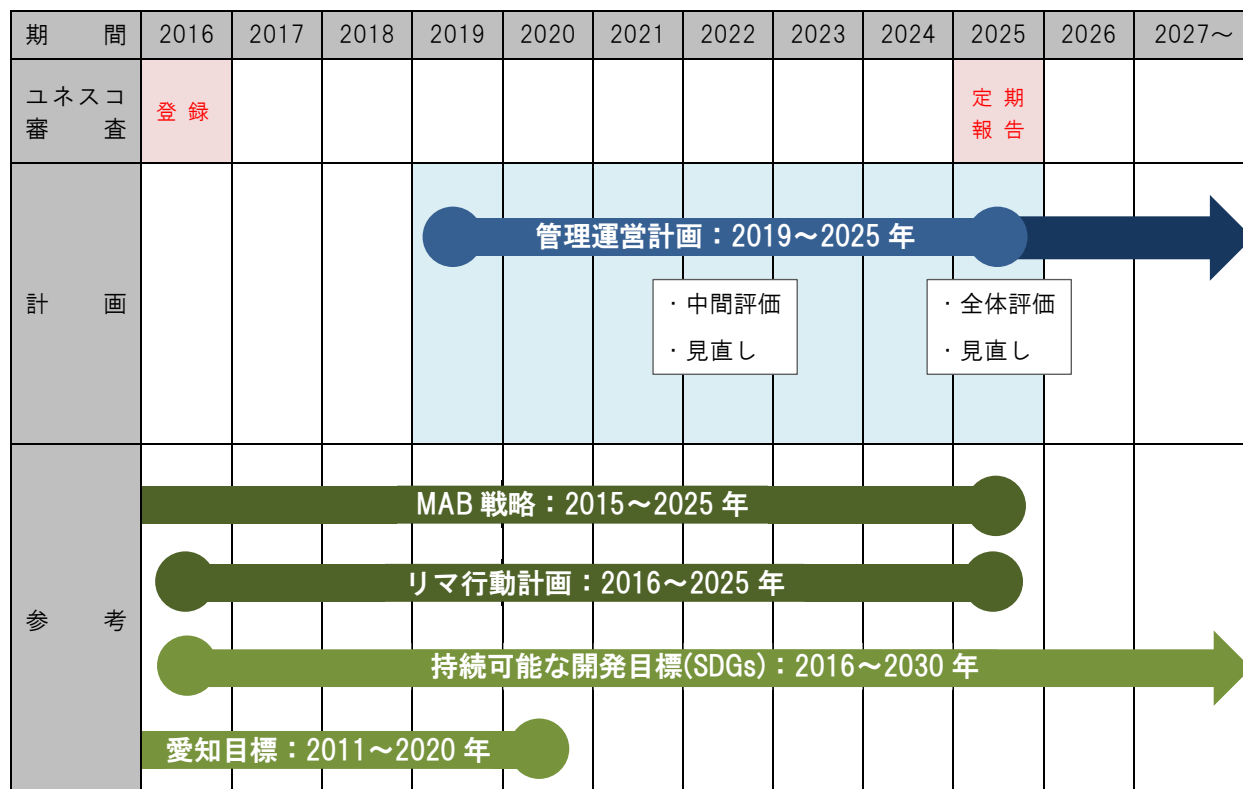 期間 2016 2017 2018 2019 2020 2021 2022 2023 2024 2025 2026 2027～
ユネスコ
審査
登録
定期
報告
計画
管理運営計画：2019～2025 年
・中間評価
・見直し
・全体評価
・見直し
参考
MAB 戦略：2015～2025 年
リマ行動計画：2016～2025 年
持続可能な開発目標(SDGs)：2016～2030 年
愛知目標：2011～2020 年